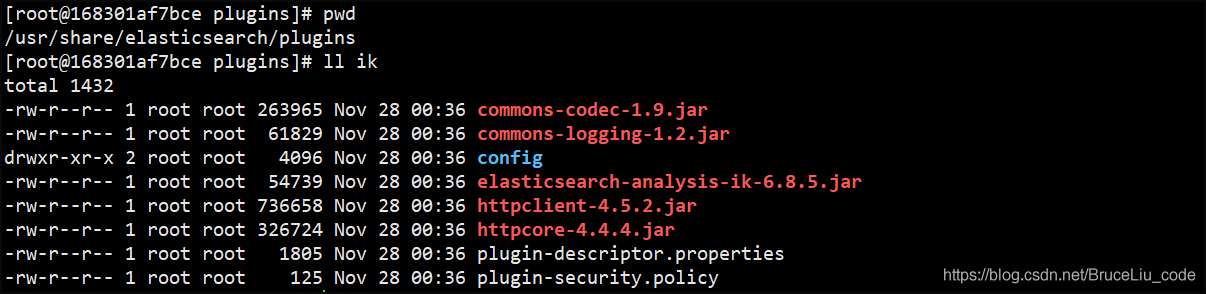 [root@168301af7bce plugins]# pwd
/usr/share/elasticsearch/plugins
[root@168301af7bce plugins]# ll ik
total 1432
-rw-r--r-- 1 root root 263965 Nov 28 00:36 commons-codec-1.9.jar
-rw-r--r-- 1 root root  61829 Nov 28 00:36 commons-logging-1.2.jar
drwxr-xr-x 2 root root   4096 Nov 28 00:36 config
-rw-r--r-- 1 root root  54739 Nov 28 00:36 elasticsearch-analysis-ik-6.8.5.jar
-rw-r--r-- 1 root root 736658 Nov 28 00:36 httpclient-4.5.2.jar
-rw-r--r-- 1 root root 326724 Nov 28 00:36 httpcore-4.4.4.jar
-rw-r--r-- 1 root root   1805 Nov 28 00:36 plugin-descriptor.properties
-rw-r--r-- 1 root root    125 Nov 28 00:36 plugin-security.policy
https://blog.csdn.net/BruceLiu_code